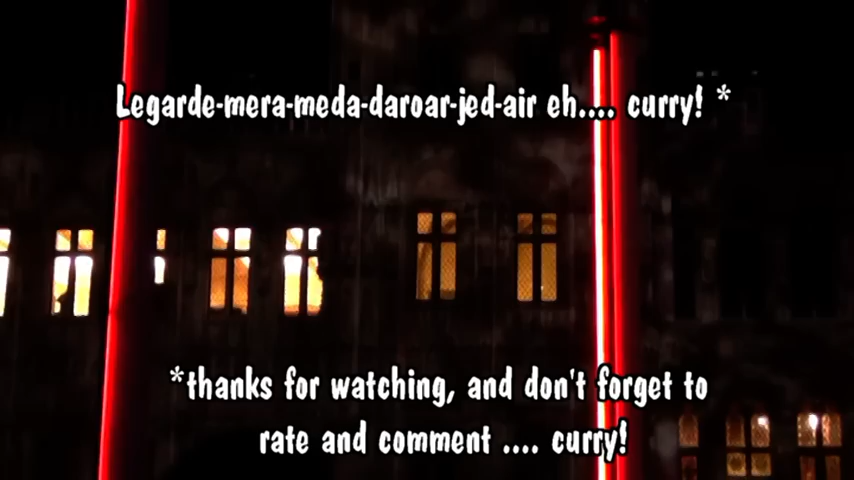 Legarde-mera-meda-daroar-jed-air eh.... curry! *
*thanks for watching, and don't forget to
rate and comment .... curry!